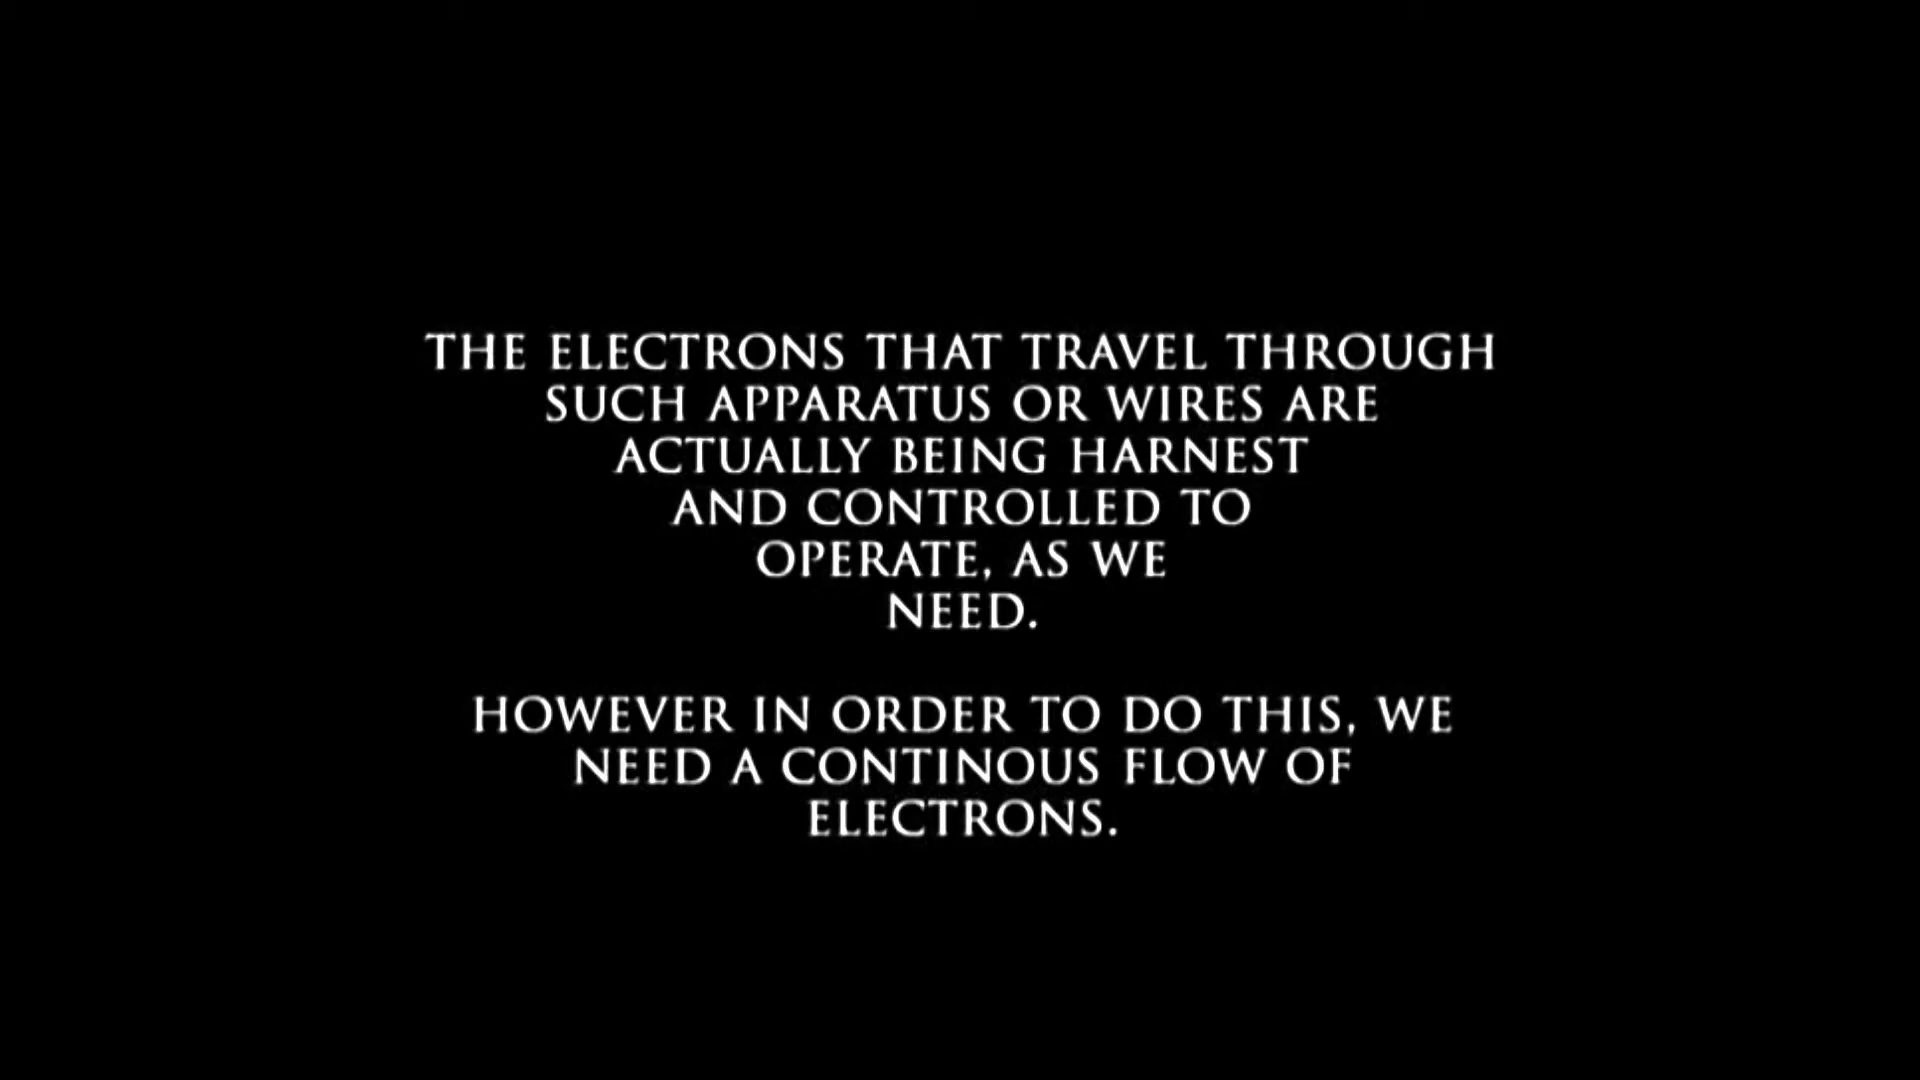 THE ELECTRONS THAT TRAVEL THROUGH
SUCH APPARATUS OR WIRES ARE
ACTUALLY BEING HARNEST
AND CONTROLLED TO
OPERATE, AS WE
NEED.
HOWEVER IN ORDER TO DO THIS, WE
NEED A CONTINOUS FLOW OF
ELECTRONS.